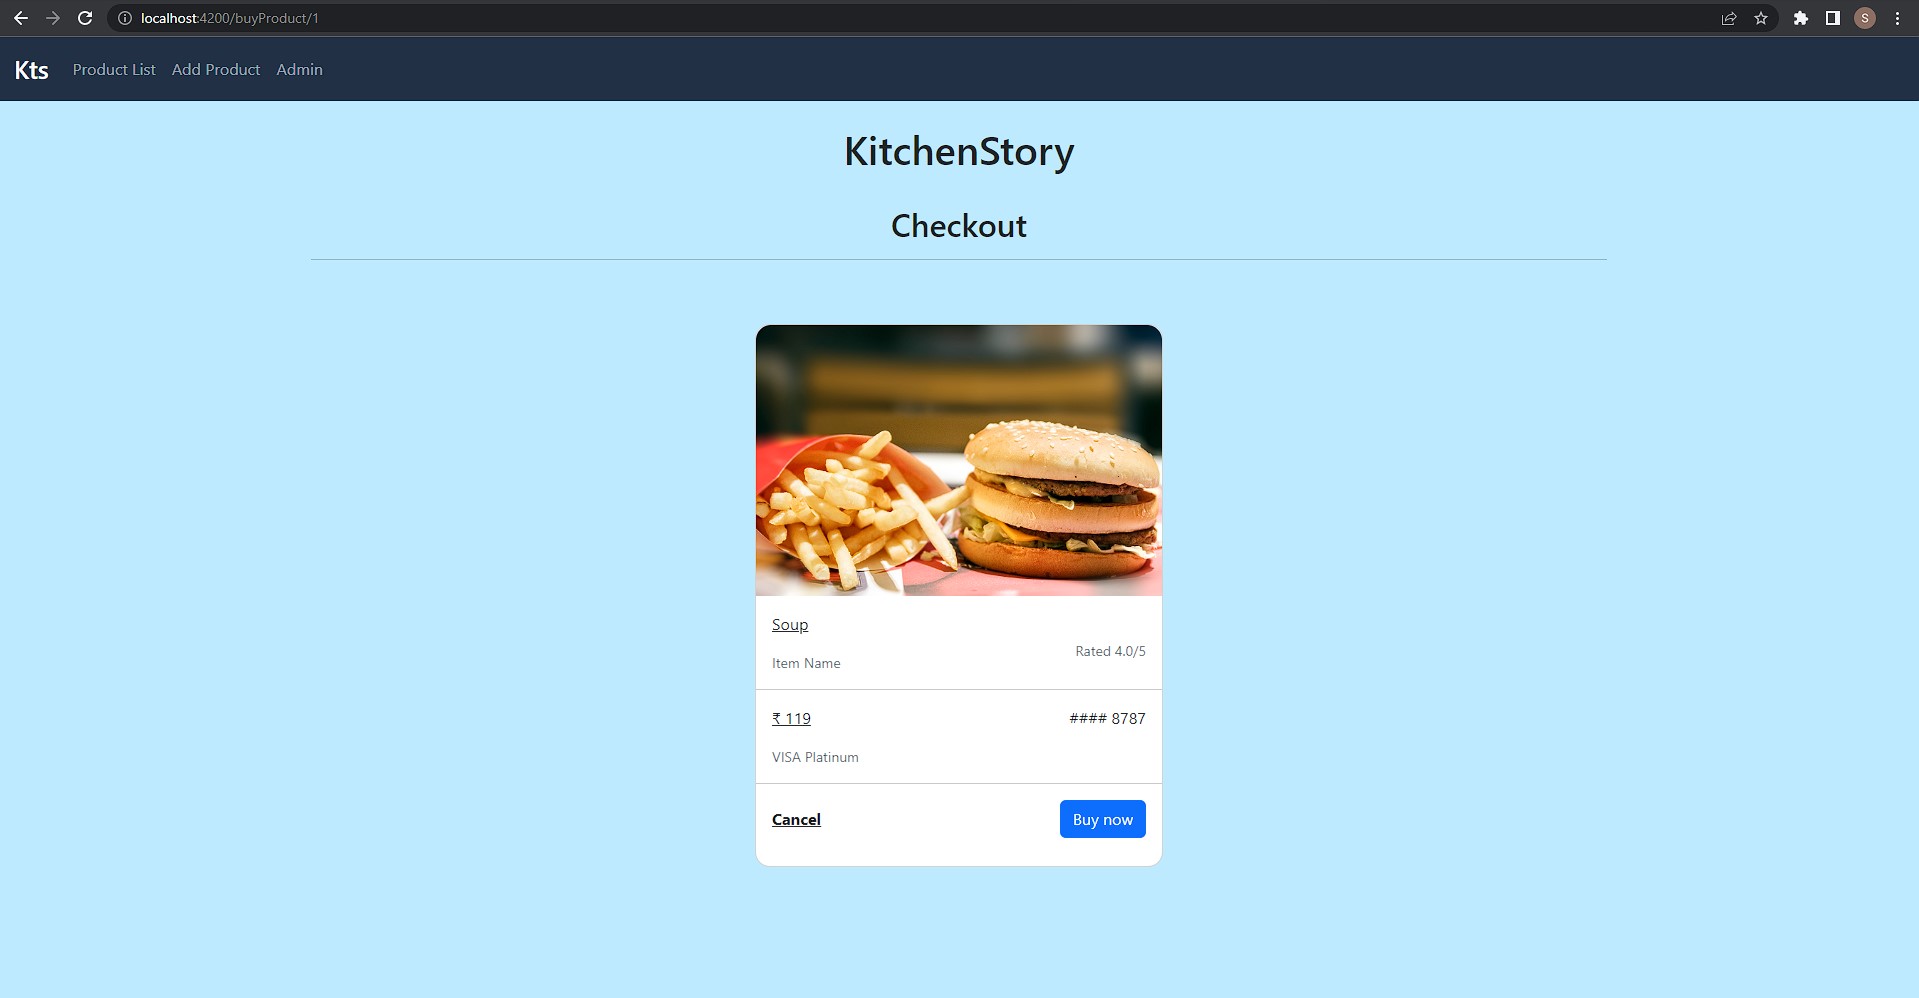 localhost:4200/buyProduct/1
S
Kts Product List Add Product Admin
KitchenStory
Checkout
Soup
Rated 4.0/5
Item Name
₹ 119 #### 8787
VISA Platinum
Cancel Buy now